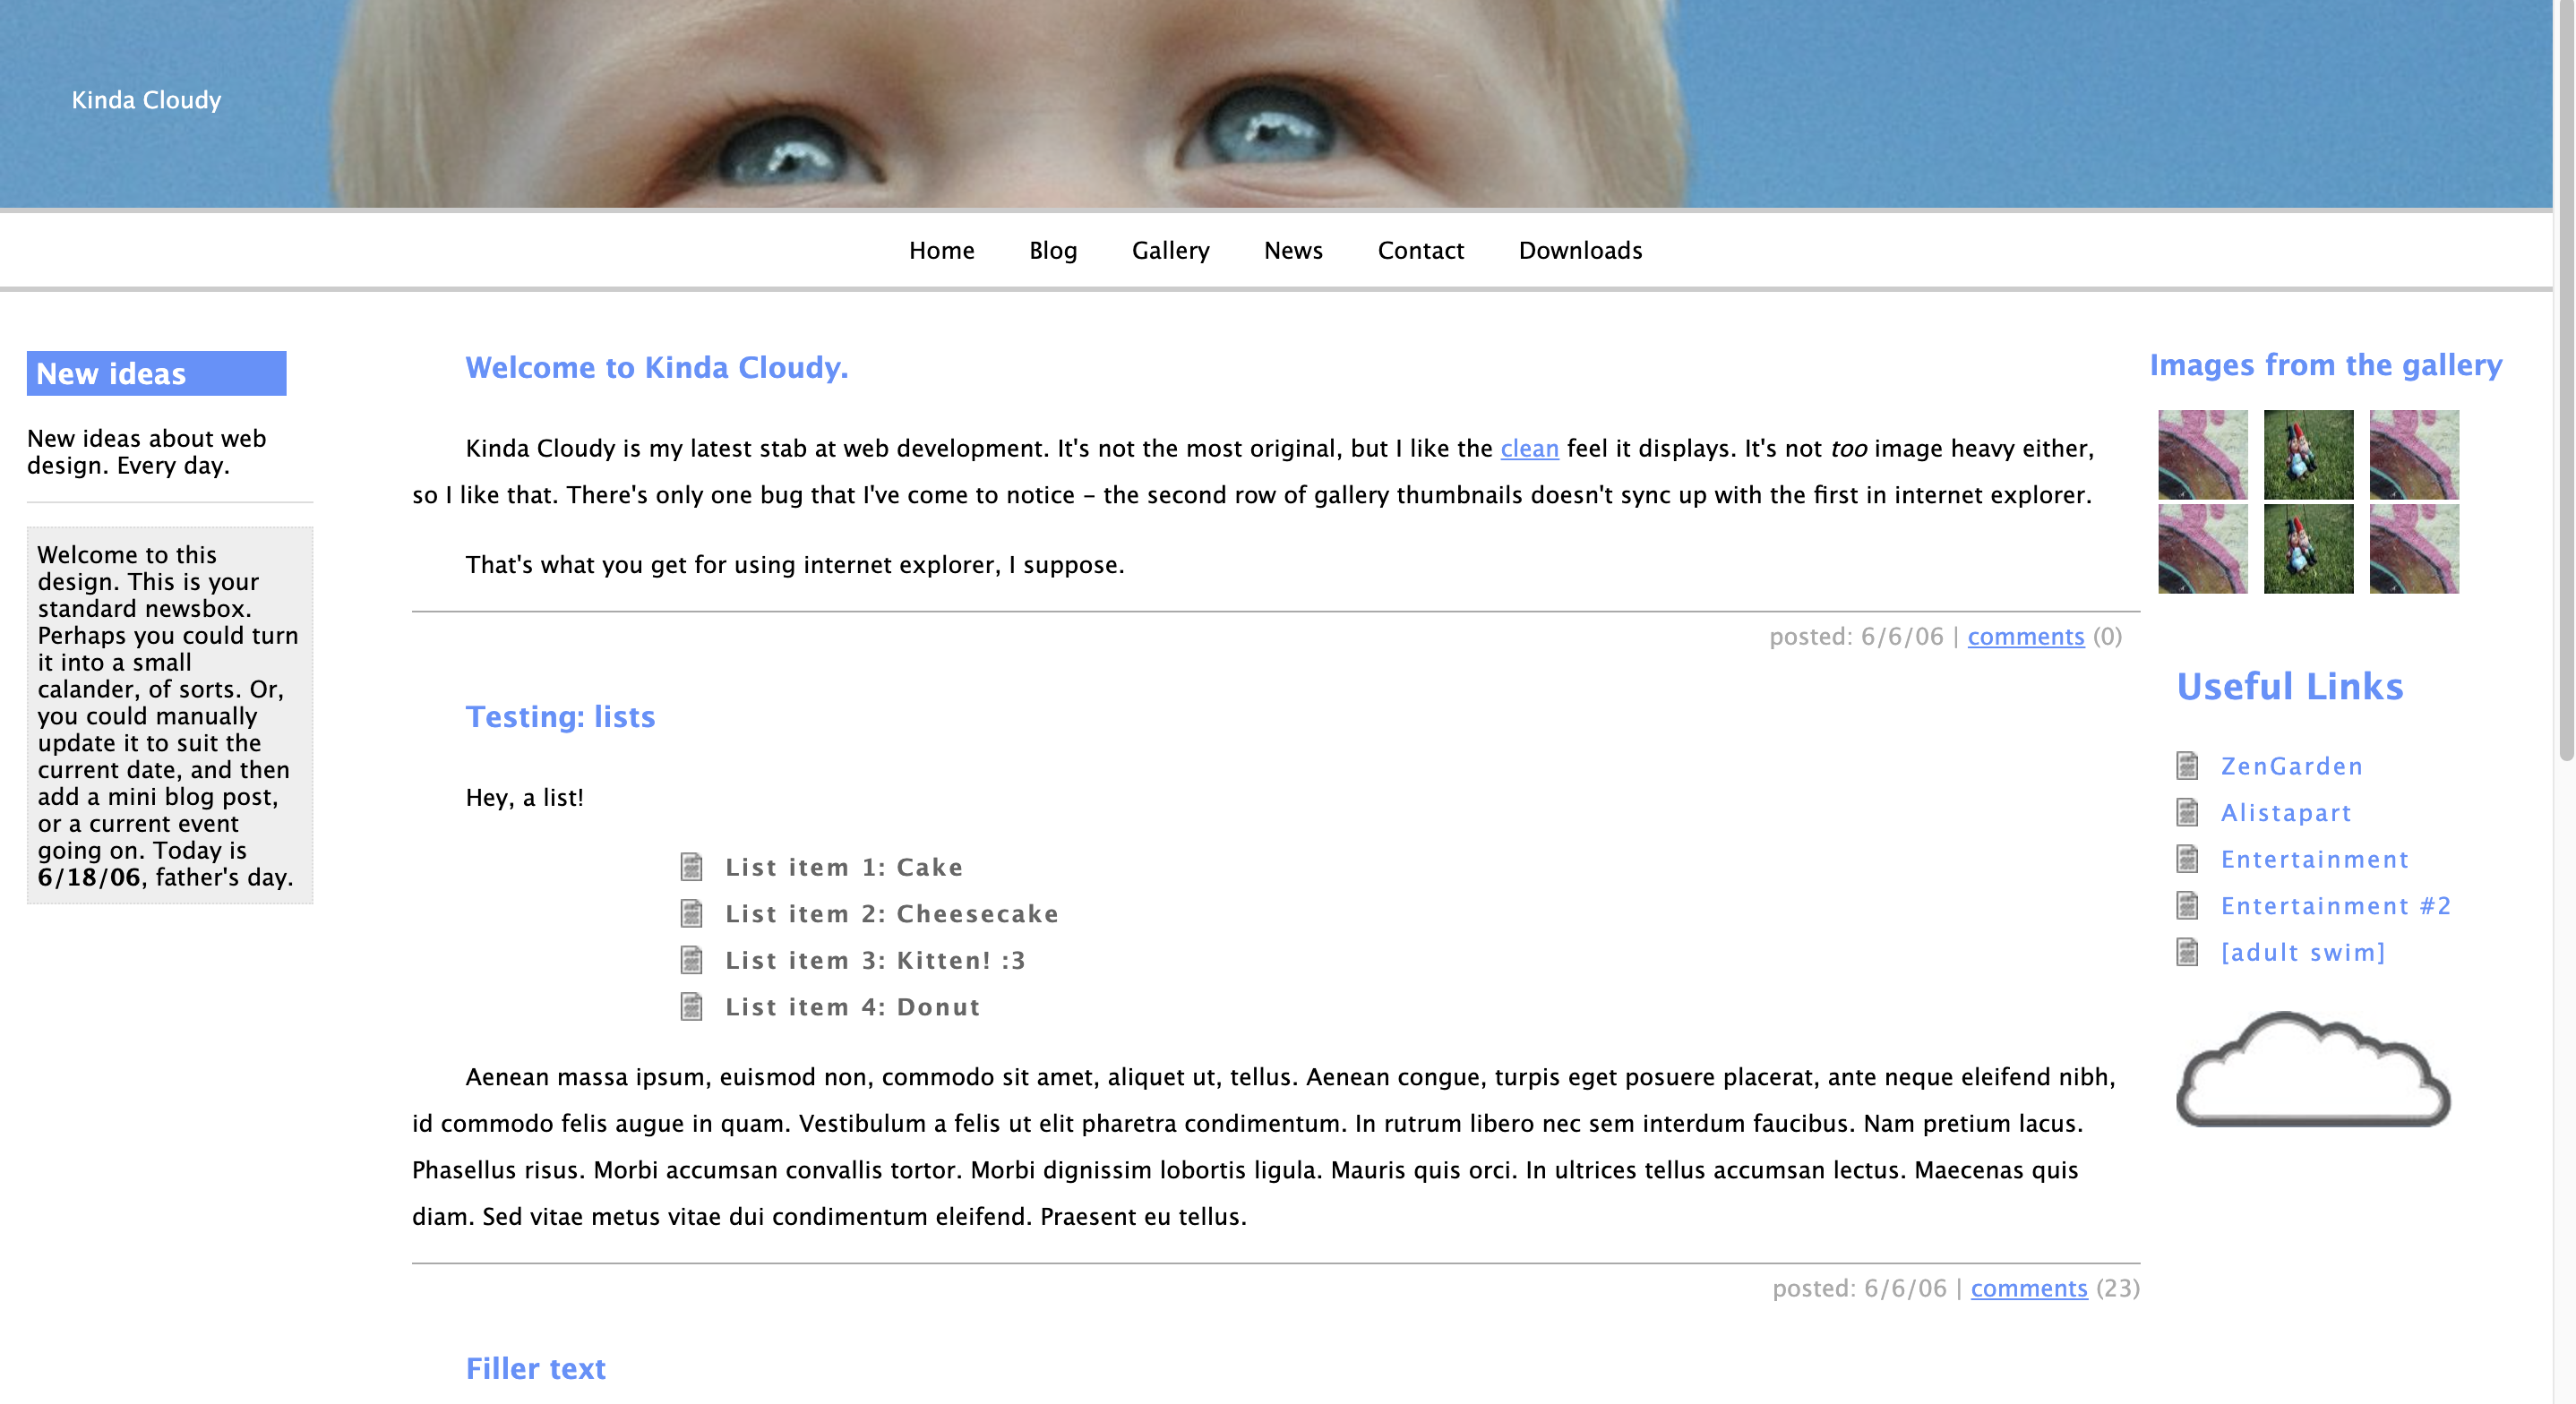 Kinda Cloudy
Home Blog Gallery News Contact Downloads
New ideas
New ideas about web
design. Every day.
Welcome to this
design. This is your
standard newsbox.
Perhaps you could turn
it into a small
calander, of sorts. Or,
you could manually
update it to suit the
current date, and then
add a mini blog post,
or a current event
going on. Today is
6/18/06, father's day.
Welcome to Kinda Cloudy.
Kinda Cloudy is my latest stab at web development. It's not the most original, but I like the clean feel it displays. It's not too image heavy either,
so I like that. There's only one bug that I've come to notice – the second row of gallery thumbnails doesn't sync up with the first in internet explorer.
That's what you get for using internet explorer, I suppose.
posted: 6/6/06 | comments (0)
Testing: lists
Hey, a list!
List item 1: Cake
List item 2: Cheesecake
List item 3: Kitten! :3
List item 4: Donut
Aenean massa ipsum, euismod non, commodo sit amet, aliquet ut, tellus. Aenean congue, turpis eget posuere placerat, ante neque eleifend nibh,
id commodo felis augue in quam. Vestibulum a felis ut elit pharetra condimentum. In rutrum libero nec sem interdum faucibus. Nam pretium lacus.
Phasellus risus. Morbi accumsan convallis tortor. Morbi dignissim lobortis ligula. Mauris quis orci. In ultrices tellus accumsan lectus. Maecenas quis
diam. Sed vitae metus vitae dui condimentum eleifend. Praesent eu tellus.
posted: 6/6/06 | comments (23)
Filler text
Images from the gallery
Useful Links
ZenGarden
Alistapart
Entertainment
Entertainment #2
[adult swim]